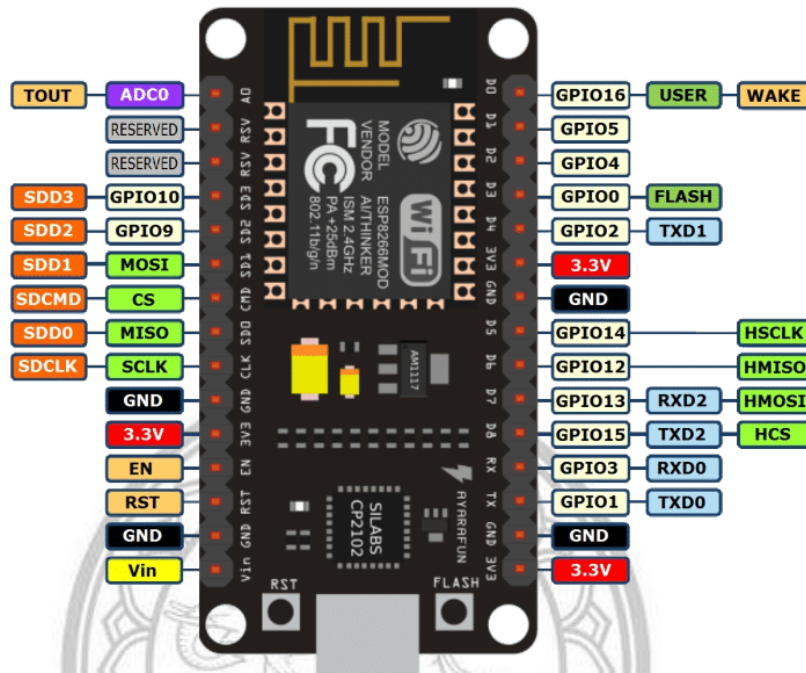 TOUT ADC0 A0 D0 GPIO16 USER WAKE
RESERVED RSV D1 GPIO5
RESERVED RSV D2 GPIO4
SDD3 GPIO10 SD3 D3 GPIO0 FLASH
SDD2 GPIO9 SD2 D4 GPIO2 TXD1
SDD1 MOSI SD1 3V3 3.3V
SDCMD CS CMD GND GND
SDD0 MISO SD0 D5 GPIO14 HSCLK
SDCLK SCLK CLK D6 GPIO12 HMISO
GND GND D7 GPIO13 RXD2 HMOSI
3.3V 3V3 D8 GPIO15 TXD2 HCS
EN EN RX GPIO3 RXD0
RST RST TX GPIO1 TXD0
GND GND GND GND
Vin Vin 3V3 3.3V
MODEL ESP8266MOD
VENDOR AI/THINKER
ISM 2.4GHz
PA +25dBm
802.11b/g/n
FC
Wi Fi
AM1117
SILABS
CP2102
AYARAFUN
RST FLASH